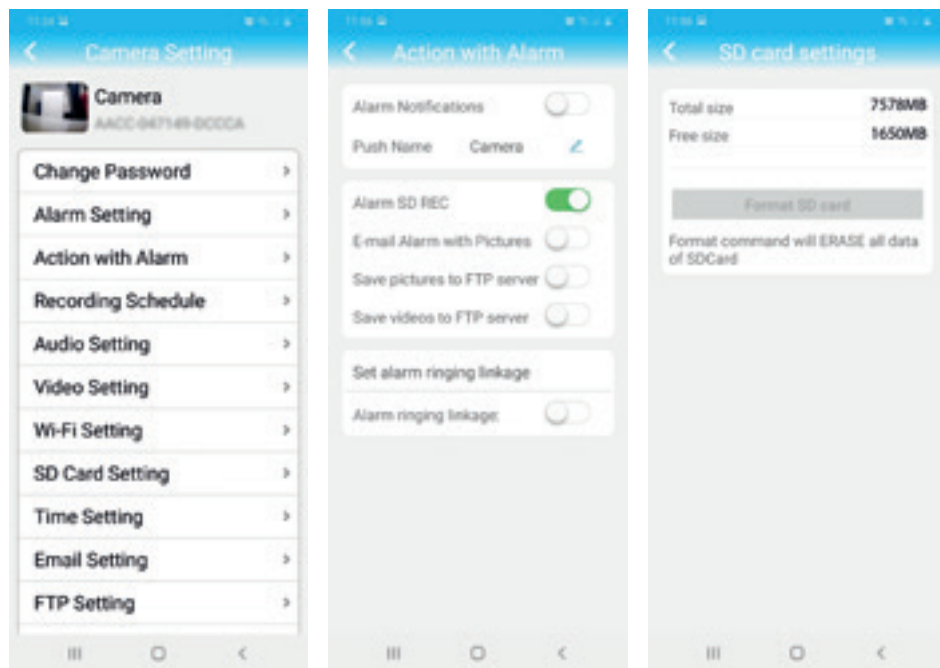 Camera Setting
Camera
Change Password
Alarm Setting
Action with Alarm
Recording Schedule
Audio Setting
Video Setting
Wi-Fi Setting
SD Card Setting
Time Setting
Email Setting
FTP Setting
Action with Alarm
Alarm Notifications
Push Name Camera
Alarm SD REC
E-mail Alarm with Pictures
Save pictures to FTP server
Save videos to FTP server
Set alarm ringing linkage
Alarm ringing linkage:
SD card settings
Total size 7578MB
Free size 1650MB
Format SD card
Format command will ERASE all data
of SDCard